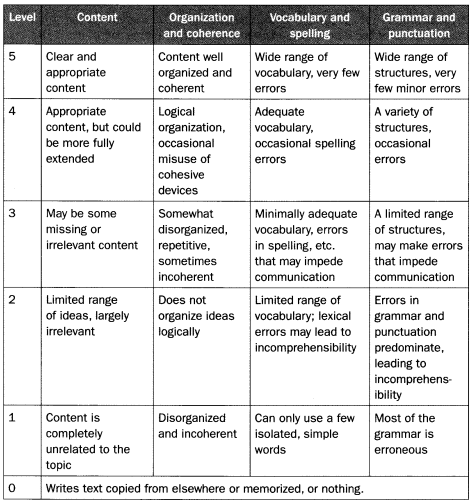 Level Content Organization and coherence Vocabulary and spelling Grammar and punctuation
5 Clear and appropriate content Content well organized and coherent Wide range of vocabulary, very few errors Wide range of structures, very few minor errors
4 Appropriate content, but could be more fully extended Logical organization, occasional misuse of cohesive devices Adequate vocabulary, occasional spelling errors A variety of structures, occasional errors
3 May be some missing or irrelevant content Somewhat disorganized, repetitive, sometimes incoherent Minimally adequate vocabulary, errors in spelling, etc. that may impede communication A limited range of structures, may make errors that impede communication
2 Limited range of ideas, largely irrelevant Does not organize ideas logically Limited range of vocabulary; lexical errors may lead to incomprehensibility Errors in grammar and punctuation predominate, leading to incomprehens-ibility
1 Content is completely unrelated to the topic Disorganized and incoherent Can only use a few isolated, simple words Most of the grammar is erroneous
0 Writes text copied from elsewhere or memorized, or nothing.